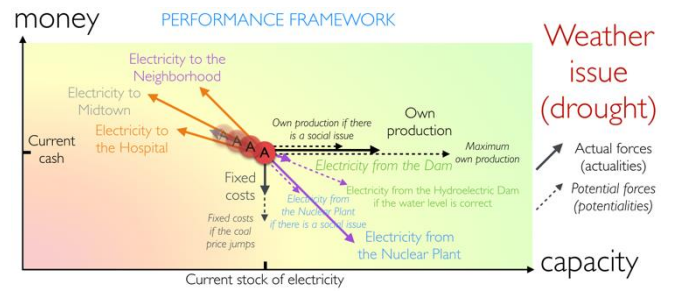 money
PERFORMANCE FRAMEWORK
Weather
issue
(drought)
Electricity to the
Neighborhood
Electricity to
Midtown
Electricity to
the Hospital
Current
cash
A
A
A
A
Own production if there
is a social issue
Own
production
Maximum
own production
Electricity from the Dam
Actual forces
(actualities)
Potential forces
(potentialities)
Fixed
costs
Electricity from the Hydroelectric Dam
if the water level is correct
Electricity from
the Nuclear Plant
if there is a social issue
Fixed costs
if the coal
price jumps
Electricity from
the Nuclear Plant
capacity
Current stock of electricity